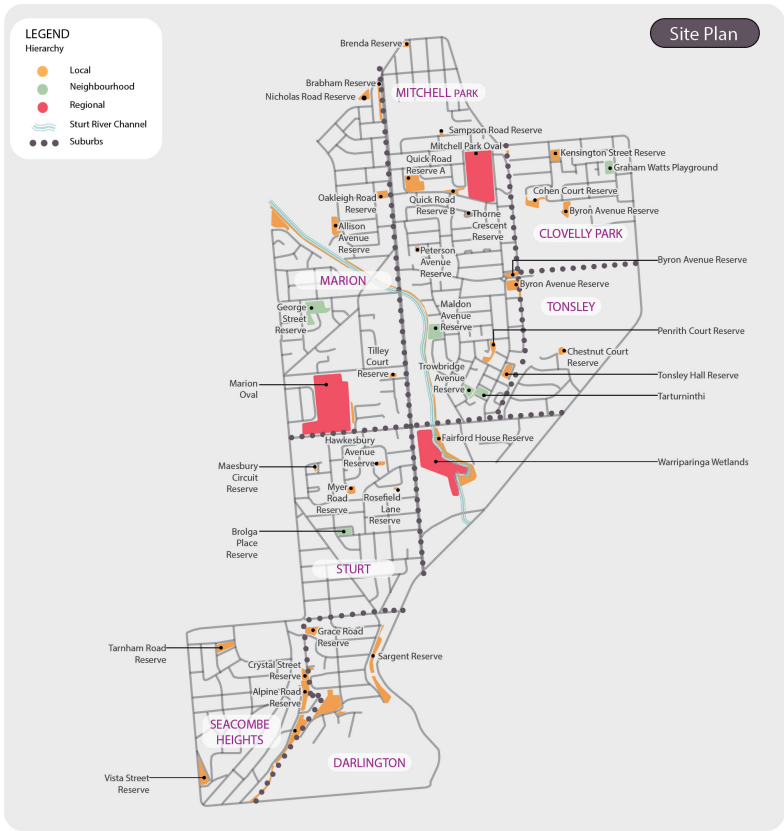 Site Plan
LEGEND
Hierarchy
Local
Neighbourhood
Regional
Sturt River Channel
Suburbs
Brenda Reserve
Brabham Reserve
MITCHELL PARK
Nicholas Road Reserve
Sampson Road Reserve
Mitchell Park Oval
Kensington Street Reserve
Quick Road
Reserve A
Graham Watts Playground
Oakleigh Road
Reserve
Quick Road
Reserve B
Cohen Court Reserve
Thorne
Crescent
Reserve
Byron Avenue Reserve
Allison
Avenue
Reserve
CLOVELLY PARK
Peterson
Avenue
Reserve
Byron Avenue Reserve
MARION
Byron Avenue Reserve
George
Street
Reserve
Maldon
Avenue
Reserve
TONSLEY
Penrith Court Reserve
Tilley
Court
Reserve
Chestnut Court
Reserve
Trowbridge
Avenue
Reserve
Tonsley Hall Reserve
Marion
Oval
Tarturninthi
Hawkesbury
Avenue
Reserve
Fairford House Reserve
Maesbury
Circuit
Reserve
Warriparinga Wetlands
Myer
Road
Reserve
Rosefield
Lane
Reserve
Brolga
Place
Reserve
STURT
Grace Road
Reserve
Tarnham Road
Reserve
Sargent Reserve
Crystal Street
Reserve
Alpine Road
Reserve
SEACOMBE
HEIGHTS
DARLINGTON
Vista Street
Reserve